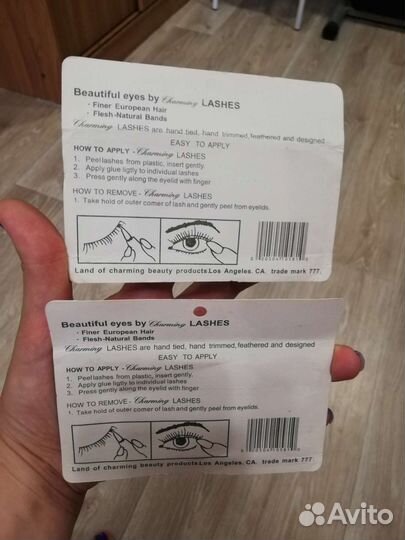 Beautiful eyes by Charming LASHES
· Finer European Hair
· Flesh-Natural Bands
Charming LASHES are hand tied, hand trimmed,feathered and designed
EASY TO APPLY
HOW TO APPLY - Charming LASHES
1. Peel lashes from plastic, insert gently.
2. Apply glue ligtly to individual lashes
3. Press gently along the eyelid with finger
HOW TO REMOVE - Charming LASHES
1. Take hold of outer corner of lash and gently peel from eyelids.
Land of charming beauty products.Los Angeles. CA. trade mark 777.
Beautiful eyes by Charming LASHES
· Finer European Hair
· Flesh-Natural Bands
Charming LASHES are hand tied, hand trimmed,feathered and designed
EASY TO APPLY
HOW TO APPLY - Charming LASHES
1. Peel lashes from plastic, insert gently.
2. Apply glue ligtly to individual lashes
3. Press gently along the eyelid with finger
HOW TO REMOVE - Charming LASHES
1. Take hold of outer corner of lash and gently peel from eyelids.
Land of charming beauty products.Los Angeles. CA. trade mark 777.
Avito